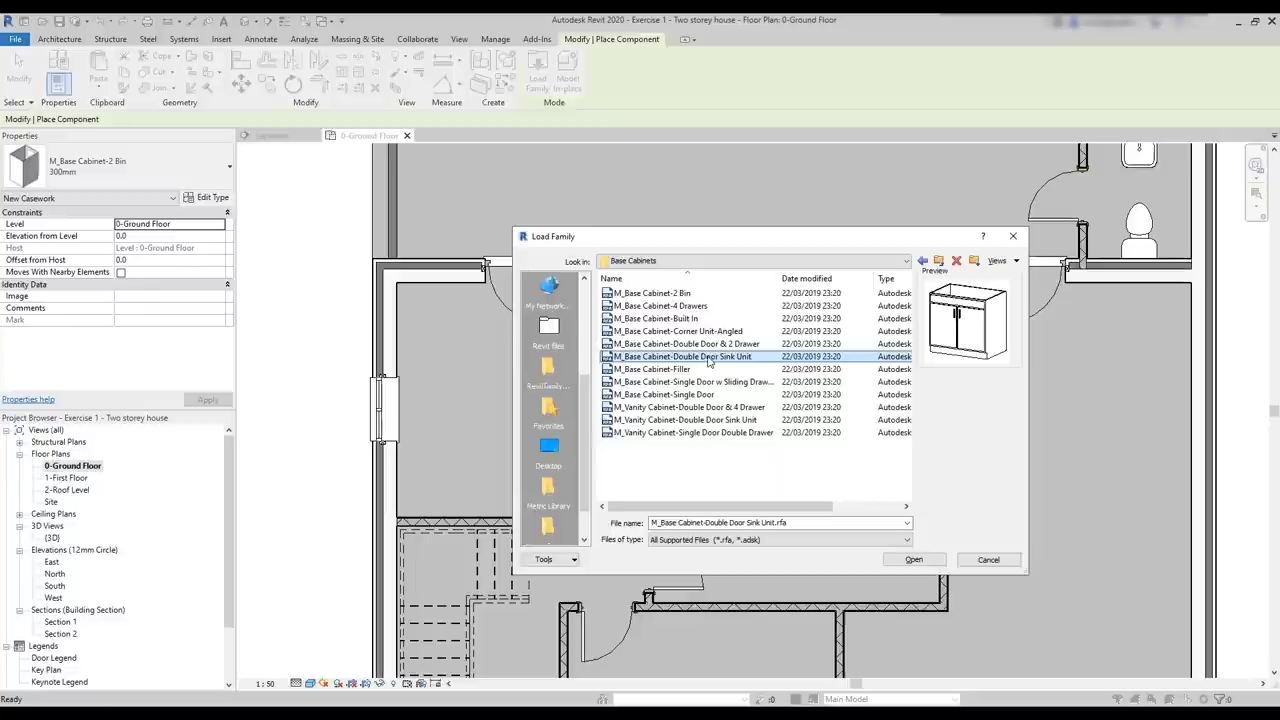 Autodesk Revit 2020 - Exercise 1 - Two storey house - Floor Plan: 0-Ground Floor
File Architecture Structure Steel Systems Insert Annotate Analyze Massing & Site Collaborate View Manage Add-Ins Modify | Place Component
Modify Paste Cope Cut Join Load Family Model In-place
Select Properties Clipboard Geometry Modify View Measure Create Mode
Modify | Place Component
Properties
0-Ground Floor
M_Base Cabinet-2 Bin
300mm
New Casework Edit Type
Constraints
Level 0-Ground Floor
Elevation from Level 0.0
Host Level : 0-Ground Floor
Offset from Host 0.0
Moves With Nearby Elements
Identity Data
Image
Comments
Mark
Properties help Apply
Project Browser - Exercise 1 - Two storey house
Views (all)
Structural Plans
Floor Plans
0-Ground Floor
1-First Floor
2-Roof Level
Site
Ceiling Plans
3D Views
{3D}
Elevations (12mm Circle)
East
North
South
West
Sections (Building Section)
Section 1
Section 2
Legends
Door Legend
Key Plan
Keynote Legend
Load Family
?
Look in: Base Cabinets Views
Name Date modified Type
Preview
M_Base Cabinet-2 Bin 22/03/2019 23:20 Autodesk
M_Base Cabinet-4 Drawers 22/03/2019 23:20 Autodesk
M_Base Cabinet-Built In 22/03/2019 23:20 Autodesk
M_Base Cabinet-Corner Unit-Angled 22/03/2019 23:20 Autodesk
M_Base Cabinet-Double Door & 2 Drawer 22/03/2019 23:20 Autodesk
M_Base Cabinet-Double Door Sink Unit 22/03/2019 23:20 Autodesk
M_Base Cabinet-Filler 22/03/2019 23:20 Autodesk
M_Base Cabinet-Single Door w Sliding Draw... 22/03/2019 23:20 Autodesk
M_Base Cabinet-Single Door 22/03/2019 23:20 Autodesk
M_Vanity Cabinet-Double Door & 4 Drawer 22/03/2019 23:20 Autodesk
M_Vanity Cabinet-Double Door Sink Unit 22/03/2019 23:20 Autodesk
M_Vanity Cabinet-Single Door Double Drawer 22/03/2019 23:20 Autodesk
My Network...
Revit files
RevitFamily...
Favorites
Desktop
Metric Library
File name: M_Base Cabinet-Double Door Sink Unit.rfa
Files of type: All Supported Files (*.rfa, *.adsk)
Tools Open Cancel
1 : 50
Ready :0 Main Model :0